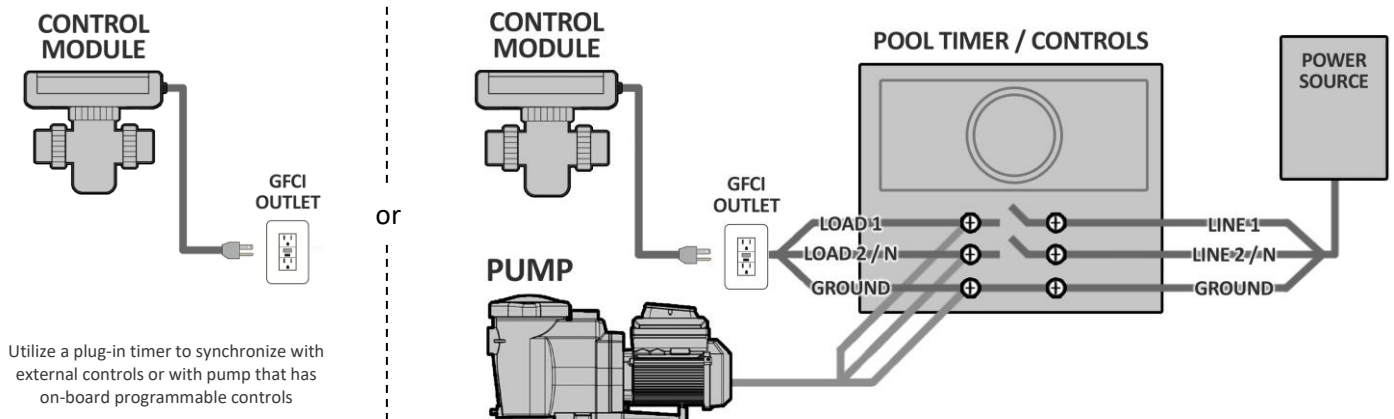 CONTROL
MODULE
GFCI
OUTLET
Utilize a plug-in timer to synchronize with
external controls or with pump that has
on-board programmable controls
or
CONTROL
MODULE
GFCI
OUTLET
PUMP
POOL TIMER / CONTROLS
LOAD 1
LOAD 2 / N
GROUND
LINE 1
LINE 2 / N
GROUND
POWER
SOURCE